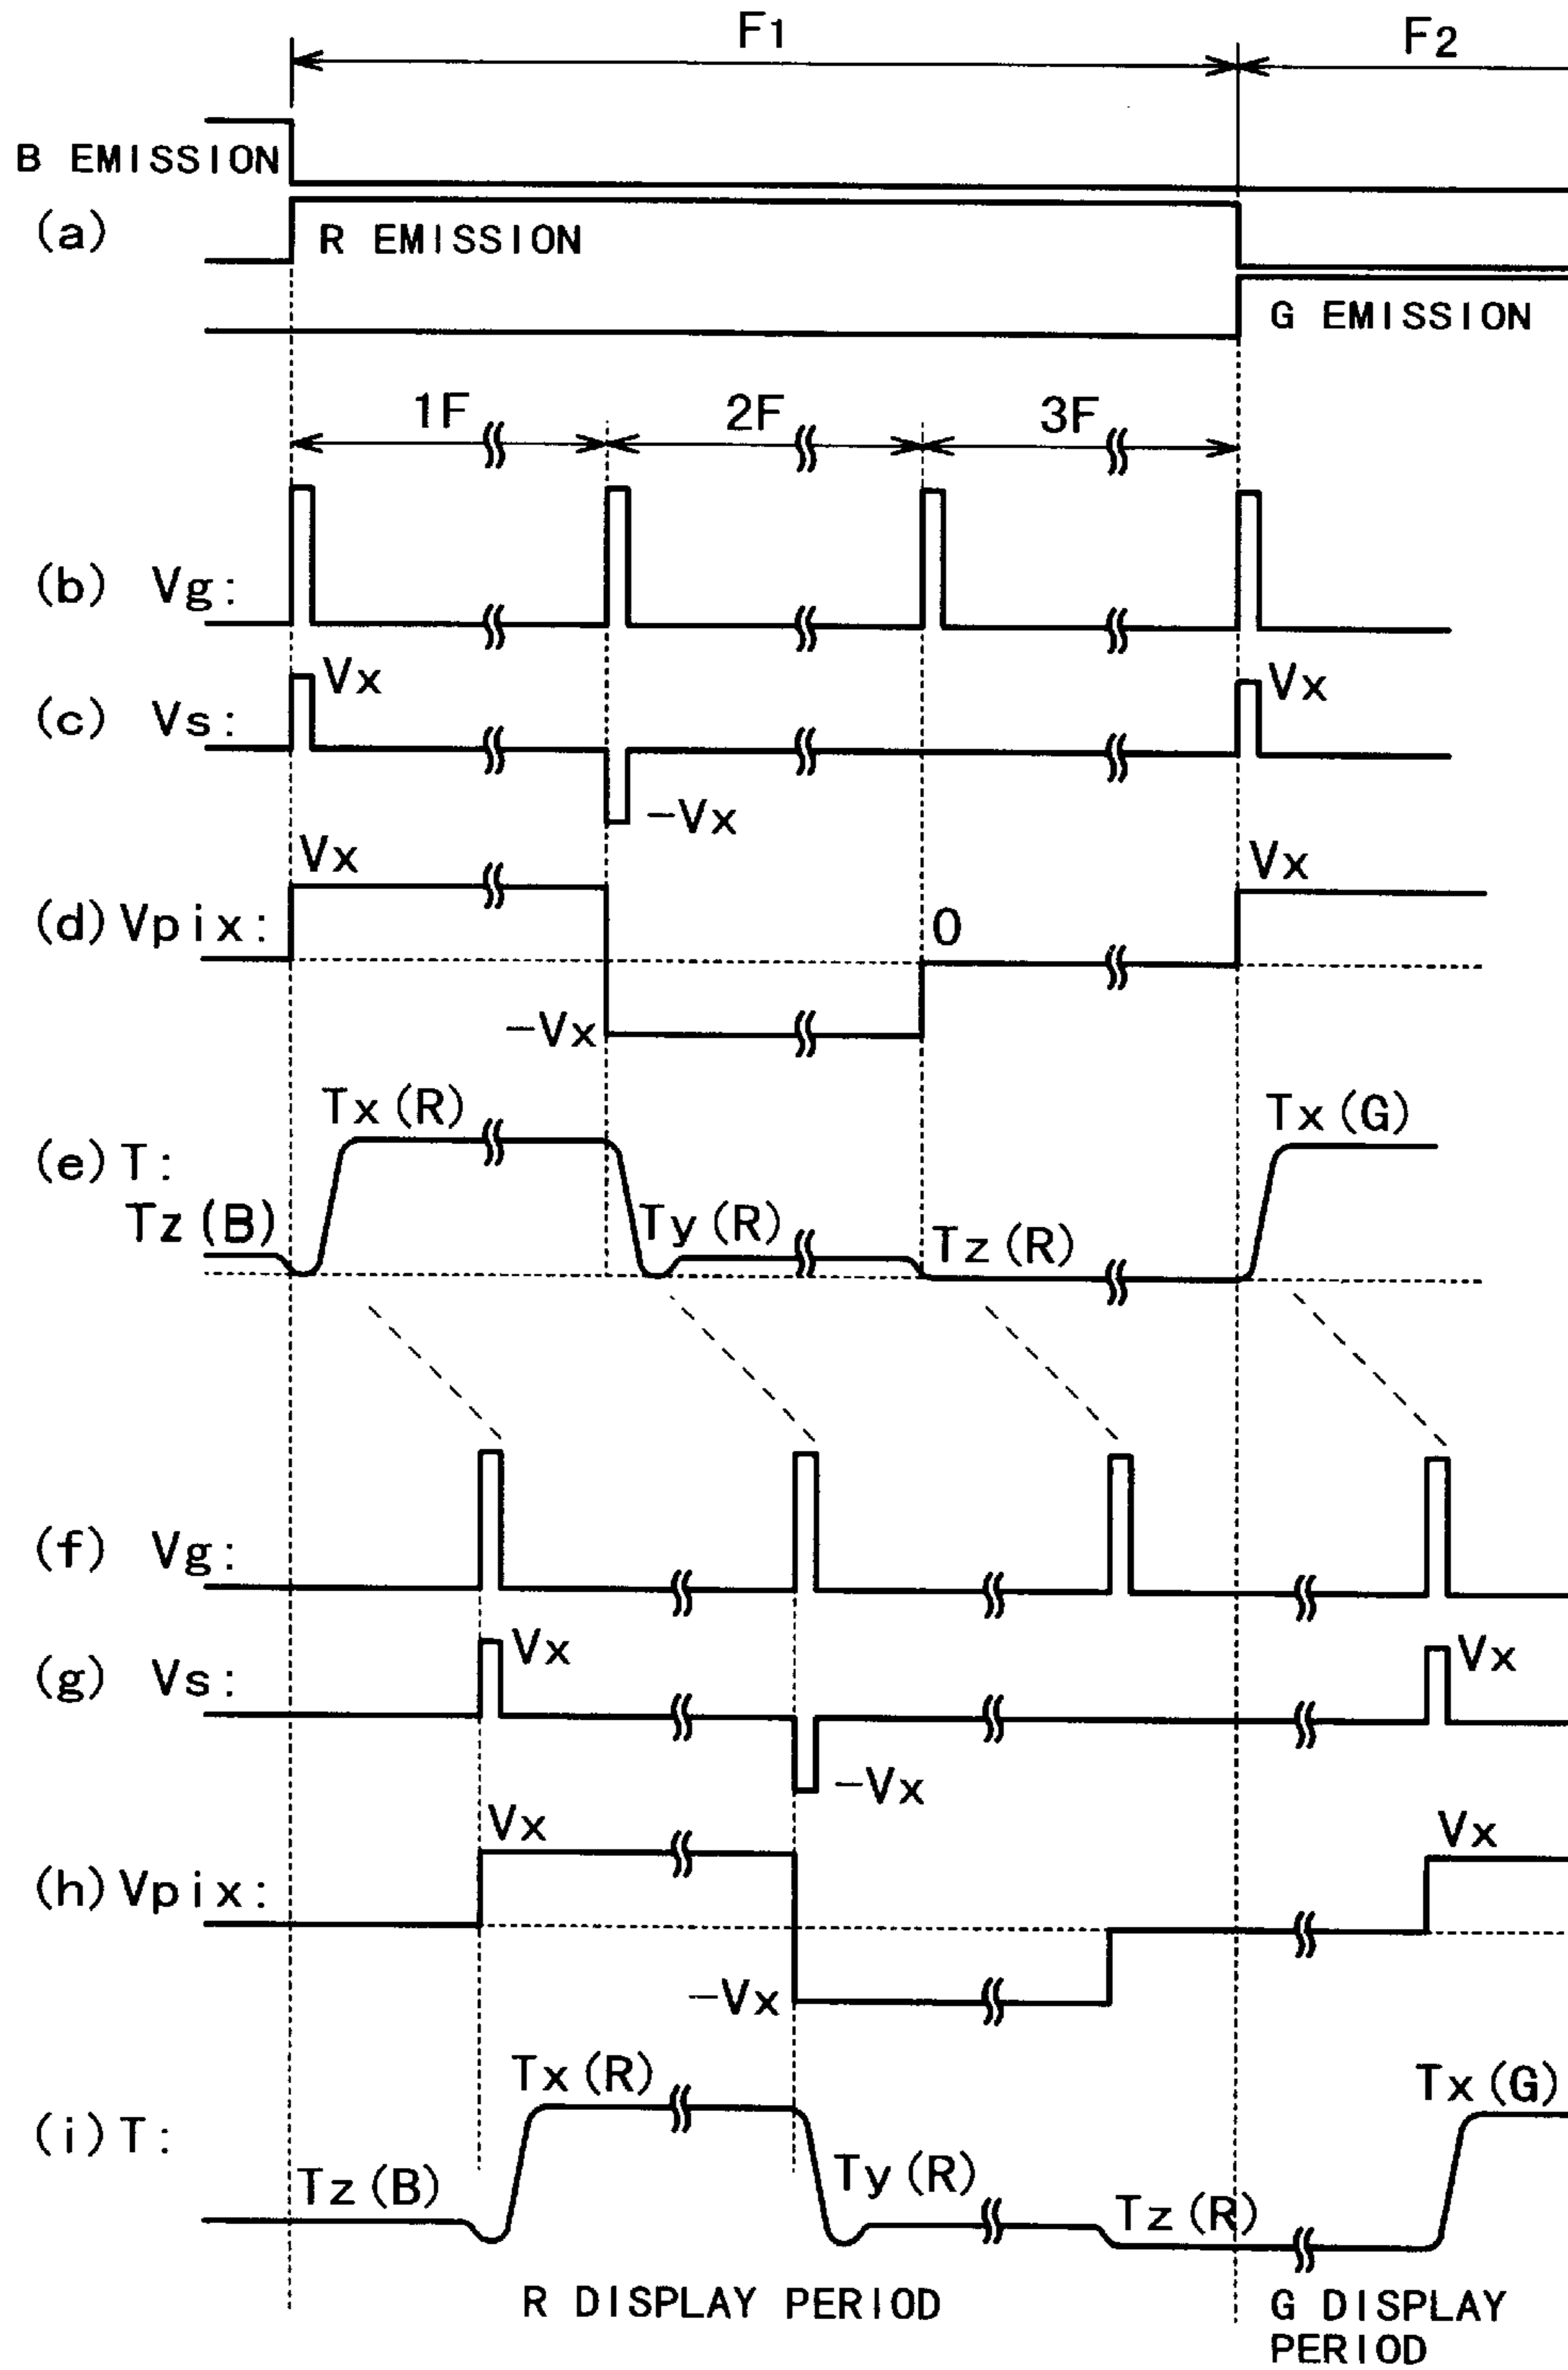 F1 F2
B EMISSION
(a) R EMISSION
G EMISSION
1F 2F 3F
(b) Vg:
Vx Vx
(c) Vs:
-Vx
Vx Vx
(d) Vpix: 0
-Vx
Tx(R) Tx(G)
(e) T:
Tz(B) Ty(R) Tz(R)
(f) Vg:
Vx Vx
(g) Vs:
-Vx
Vx Vx
(h) Vpix:
-Vx
Tx(R) Tx(G)
(i) T:
Tz(B) Ty(R) Tz(R)
R DISPLAY PERIOD G DISPLAY
PERIOD